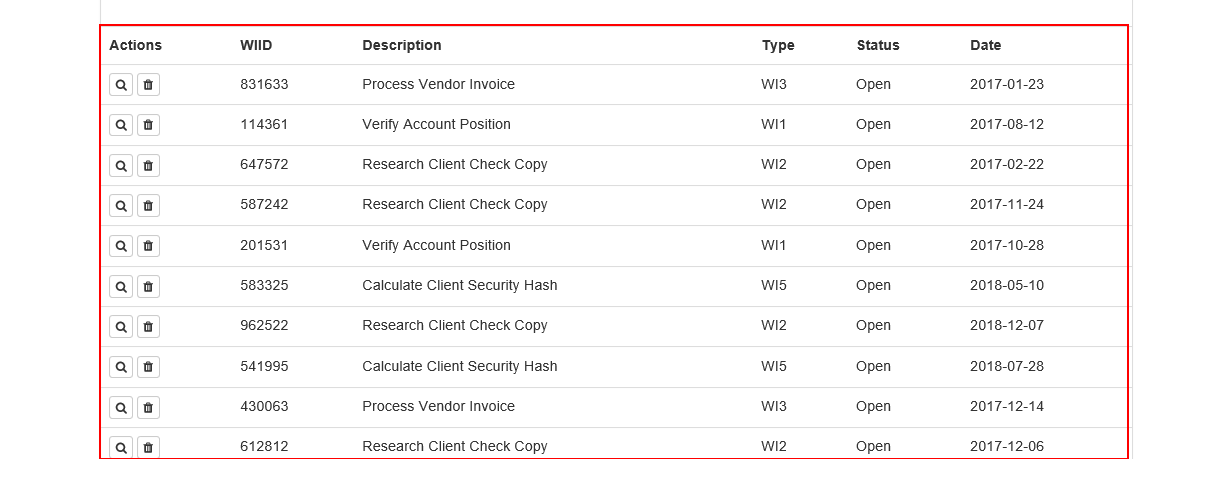 Actions WIID Description Type Status Date
831633 Process Vendor Invoice WI3 Open 2017-01-23
114361 Verify Account Position WI1 Open 2017-08-12
647572 Research Client Check Copy WI2 Open 2017-02-22
587242 Research Client Check Copy WI2 Open 2017-11-24
201531 Verify Account Position WI1 Open 2017-10-28
583325 Calculate Client Security Hash WI5 Open 2018-05-10
962522 Research Client Check Copy WI2 Open 2018-12-07
541995 Calculate Client Security Hash WI5 Open 2018-07-28
430063 Process Vendor Invoice WI3 Open 2017-12-14
612812 Research Client Check Copy WI2 Open 2017-12-06